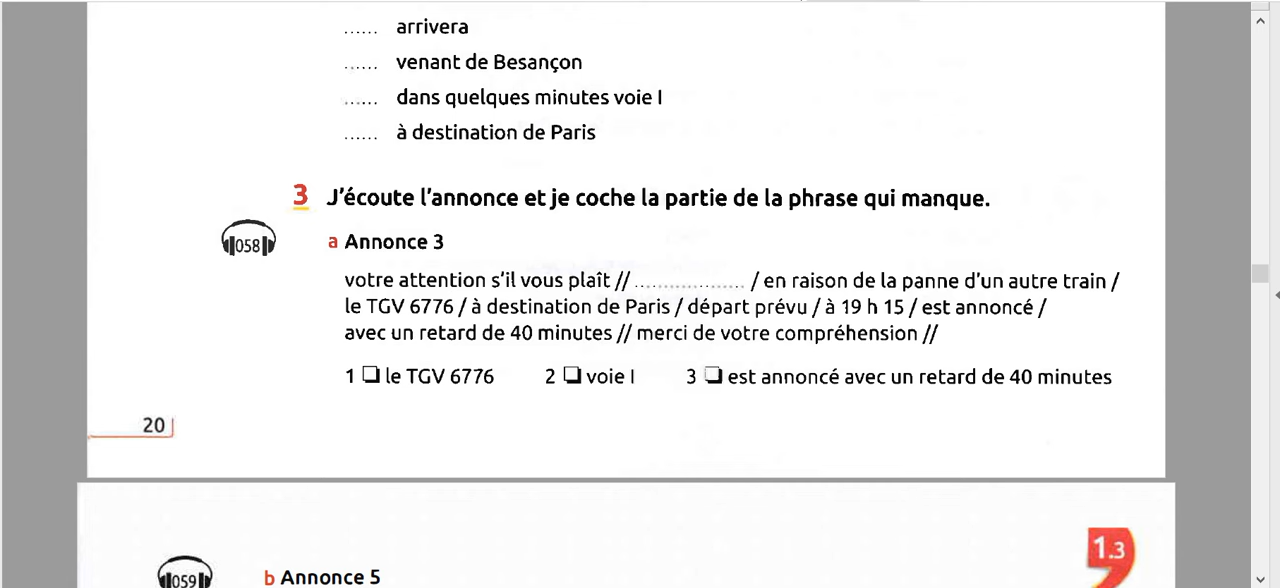 ...... arrivera
...... venant de Besançon
...... dans quelques minutes voie I
...... à destination de Paris
3 J'écoute l'annonce et je coche la partie de la phrase qui manque.
058
a Annonce 3
votre attention s'il vous plaît // .................. / en raison de la panne d'un autre train /
le TGV 6776 / à destination de Paris / départ prévu / à 19 h 15 / est annoncé /
avec un retard de 40 minutes // merci de votre compréhension //
1 ❑ le TGV 6776 2 ❑ voie I 3 ❑ est annoncé avec un retard de 40 minutes
20
1.3
059
b Annonce 5